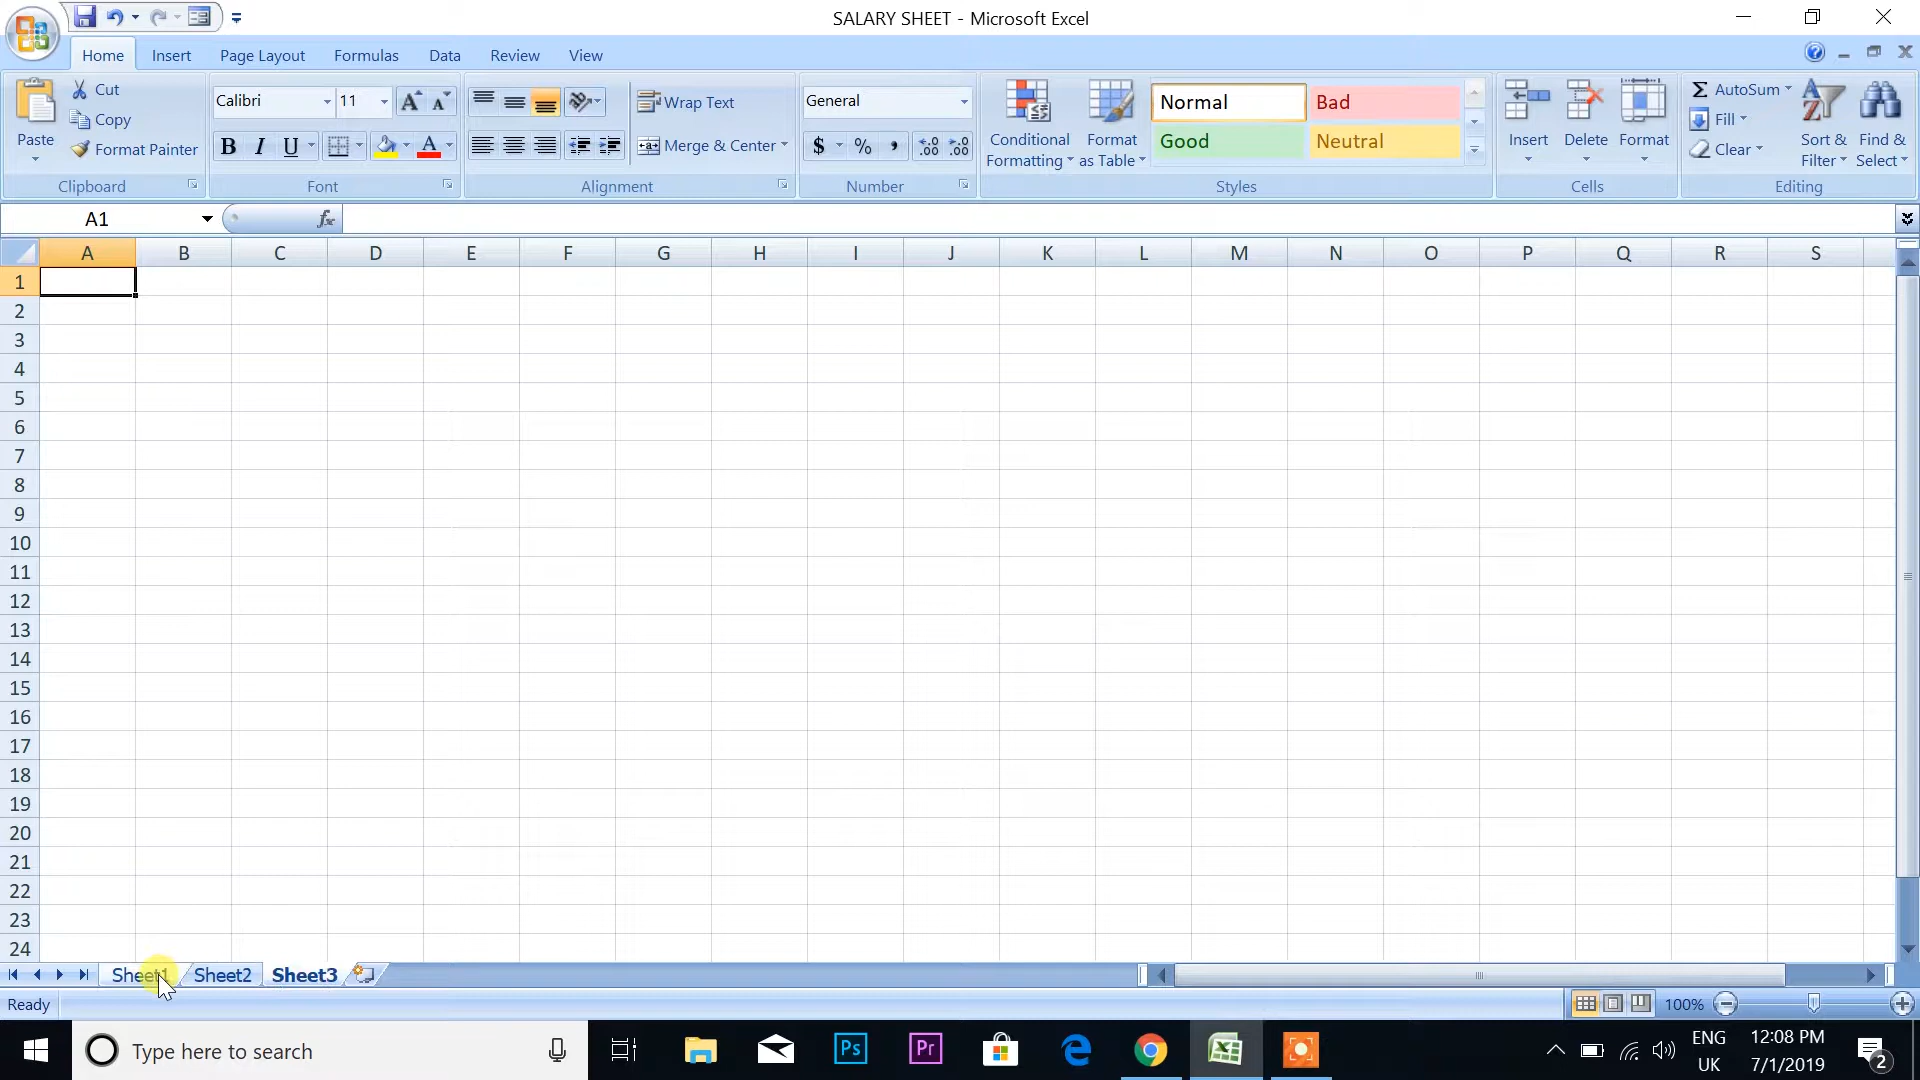 SALARY SHEET - Microsoft Excel
Home Insert Page Layout Formulas Data Review View
Paste
Cut
Copy
Format Painter
Clipboard
Calibri 11
B I U A
Font
Wrap Text
Merge & Center
Alignment
General
$ % ,
Number
Conditional Formatting
Format as Table
Normal Bad
Good Neutral
Styles
Insert Delete Format
Cells
Σ AutoSum
Fill
Clear
Sort & Filter
Find & Select
Editing
A1 fx
A B C D E F G H I J K L M N O P Q R S
1
2
3
4
5
6
7
8
9
10
11
12
13
14
15
16
17
18
19
20
21
22
23
24
Sheet1 Sheet2 Sheet3
Ready 100%
Type here to search
Ps Pr
ENG
UK
12:08 PM
7/1/2019
2